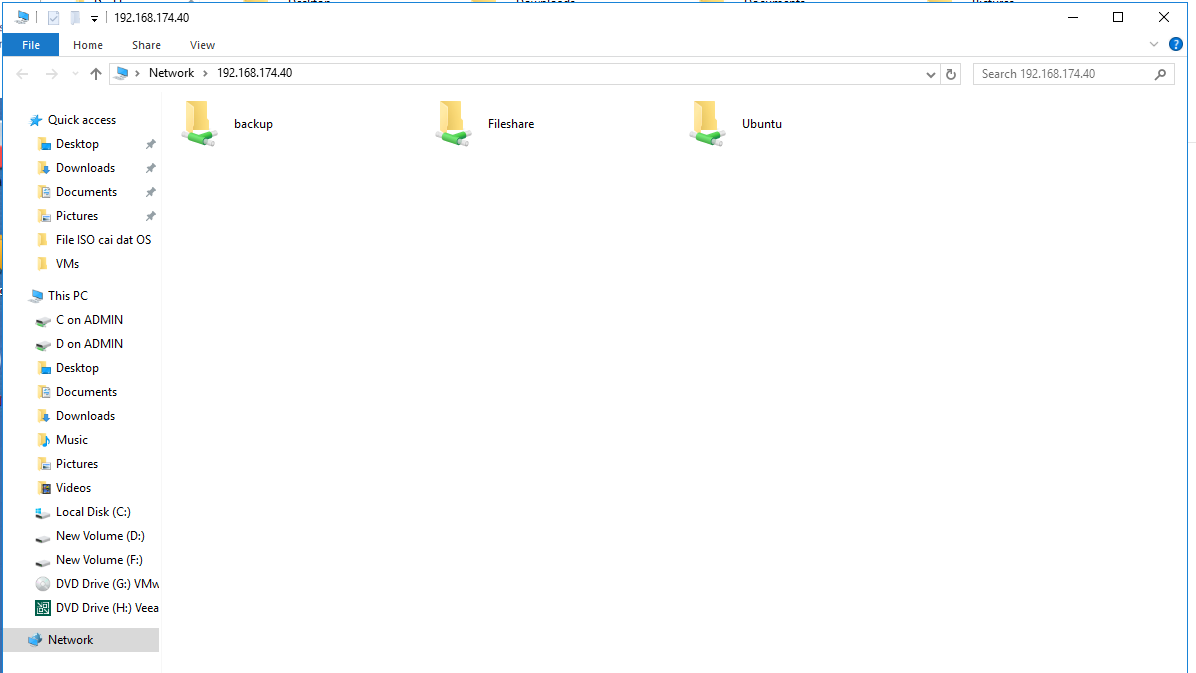 192.168.174.40
File Home Share View
Network 192.168.174.40
Search 192.168.174.40
Quick access
Desktop
Downloads
Documents
Pictures
File ISO cai dat OS
VMs
This PC
C on ADMIN
D on ADMIN
Desktop
Documents
Downloads
Music
Pictures
Videos
Local Disk (C:)
New Volume (D:)
New Volume (F:)
DVD Drive (G:) VMw
DVD Drive (H:) Veea
Network
backup Fileshare Ubuntu